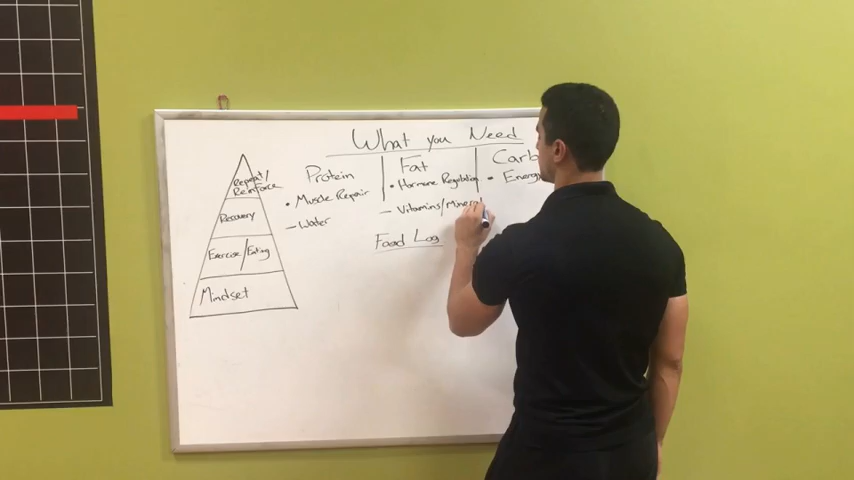 What you Need
Protein
• Muscle Repair
– Water
Fat
• Hormone Regulation
– Vitamins/Mineral
Carb
• Energy
Food Log
Repeat/
Reinforce
Recovery
Exercise/Eating
Mindset